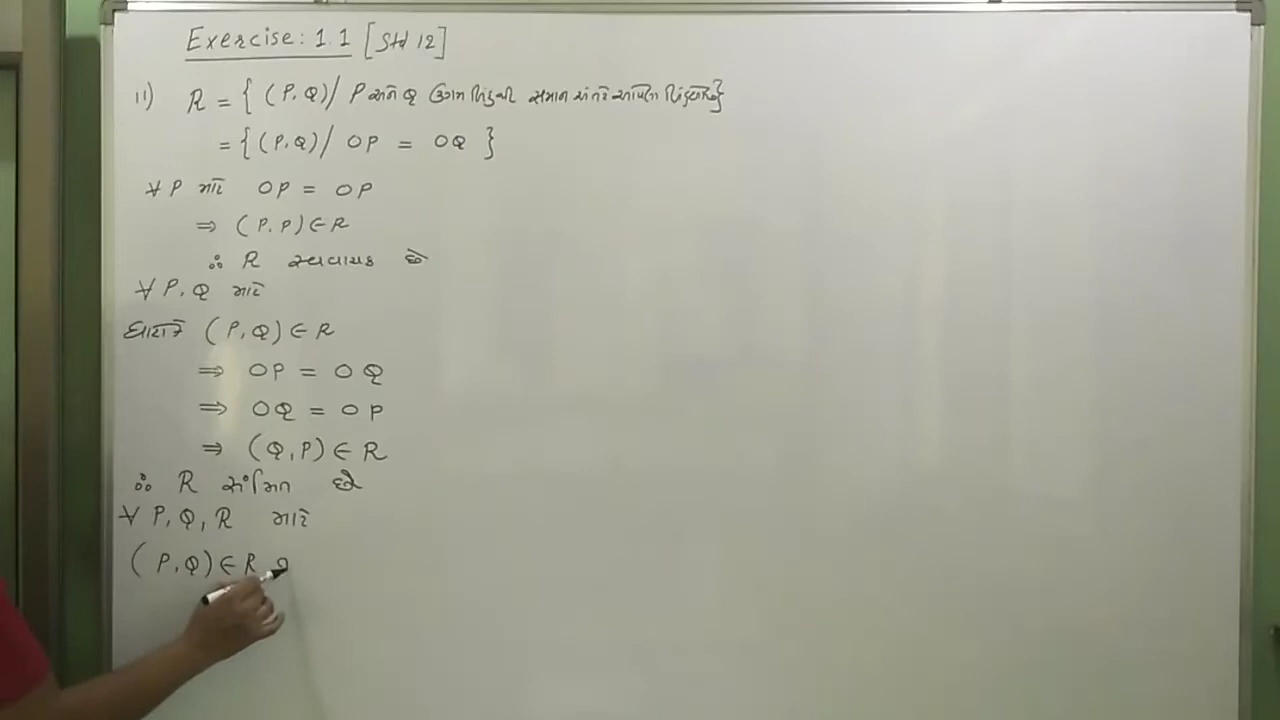 Exercise: 1.1 [Std 12]
11) R = { (P, Q) / P અને Q ઊગમબિંદુથી સમાન અંતરે આવેલા બિંદુઓ છે }
= { (P, Q) / OP = OQ }
∀ P માટે OP = OP
⇒ (P, P) ∈ R
∴ R સ્વવાચક છે
∀ P, Q માટે
ધારોકે (P, Q) ∈ R
⇒ OP = OQ
⇒ OQ = OP
⇒ (Q, P) ∈ R
∴ R સંમિત છે
∀ P, Q, R માટે
(P, Q) ∈ R